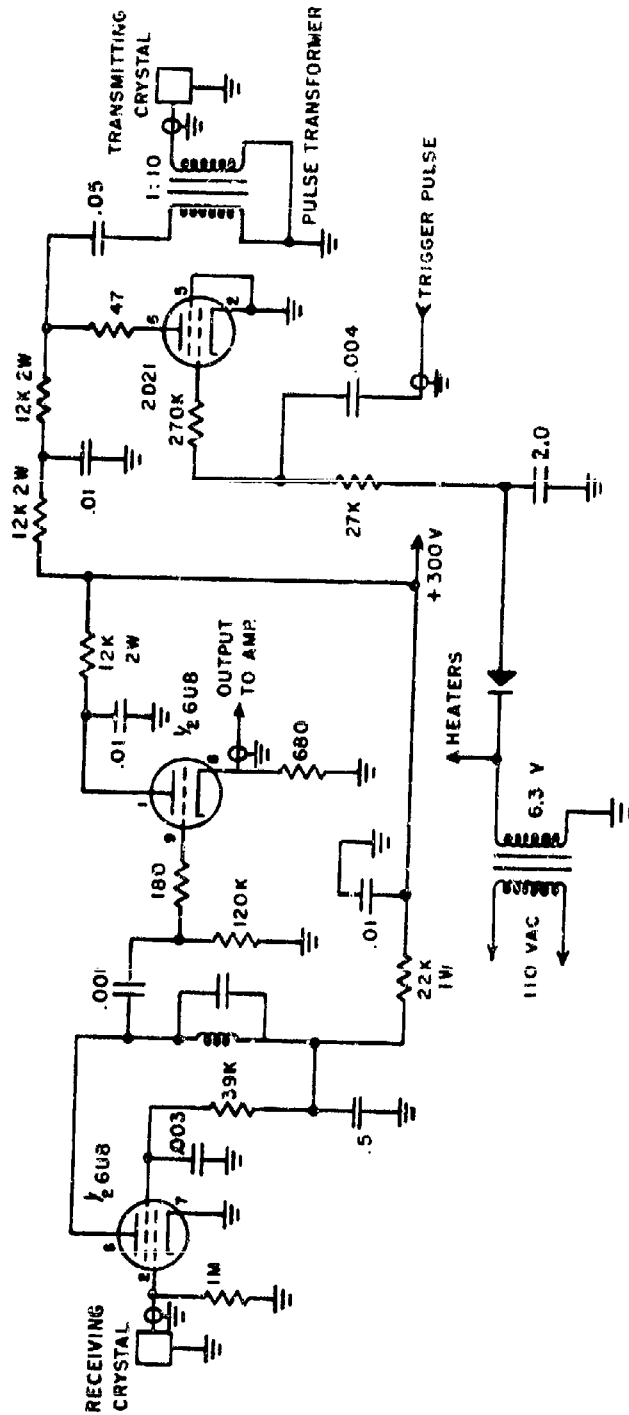 RECEIVING
CRYSTAL
½ 6U8
6
2
7
1M
.003
39K
.5
.001
180
120K
22K
1W
.01
½ 6U8
9
1
8
.01
12K
2W
OUTPUT
TO AMP.
680
+300V
12K 2W
12K 2W
.01
47
2D21
270K
5
2
.05
1:10
TRANSMITTING
CRYSTAL
PULSE TRANSFORMER
.004
TRIGGER PULSE
27K
2.0
HEATERS
6.3 V
110 VAC